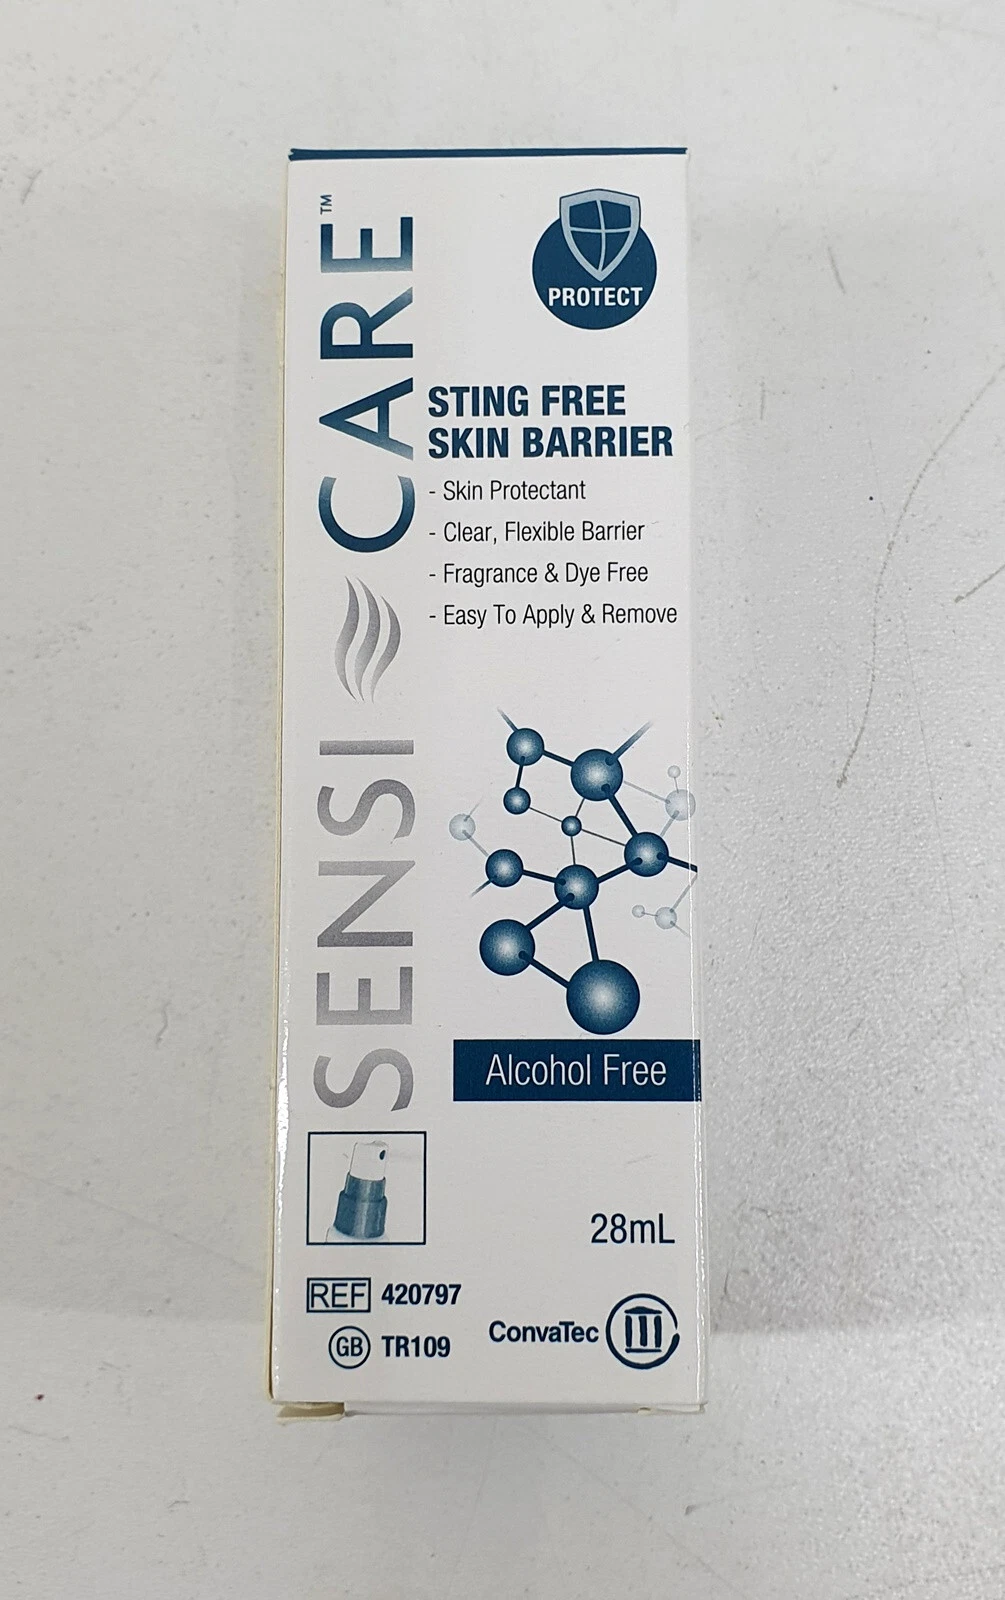 SENSI CARE™
PROTECT
STING FREE
SKIN BARRIER
- Skin Protectant
- Clear, Flexible Barrier
- Fragrance & Dye Free
- Easy To Apply & Remove
Alcohol Free
28mL
REF 420797
GB TR109
ConvaTec